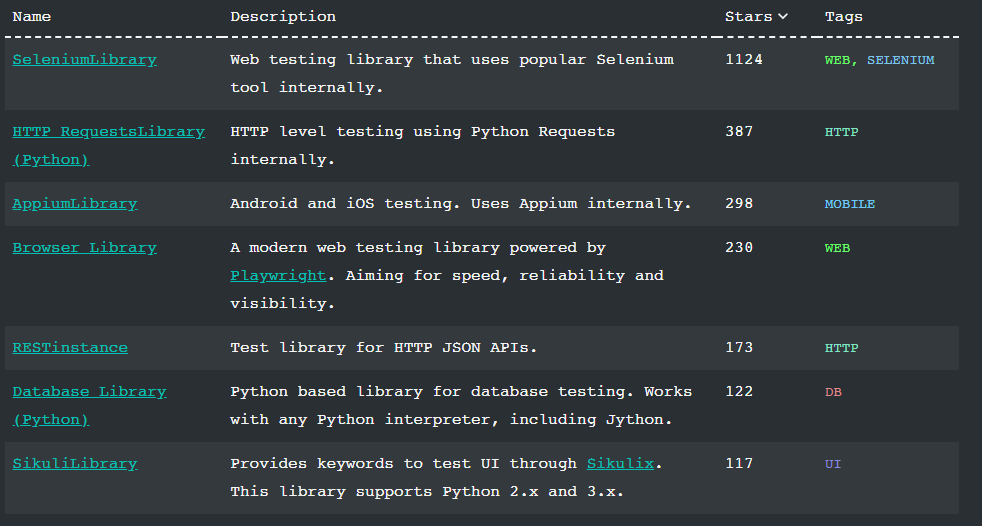 Name Description Stars Tags
SeleniumLibrary Web testing library that uses popular Selenium 1124 WEB, SELENIUM
tool internally.
HTTP RequestsLibrary HTTP level testing using Python Requests 387 HTTP
(Python) internally.
AppiumLibrary Android and iOS testing. Uses Appium internally. 298 MOBILE
Browser Library A modern web testing library powered by 230 WEB
Playwright. Aiming for speed, reliability and
visibility.
RESTinstance Test library for HTTP JSON APIs. 173 HTTP
Database Library Python based library for database testing. Works 122 DB
(Python) with any Python interpreter, including Jython.
SikuliLibrary Provides keywords to test UI through Sikulix. 117 UI
This library supports Python 2.x and 3.x.